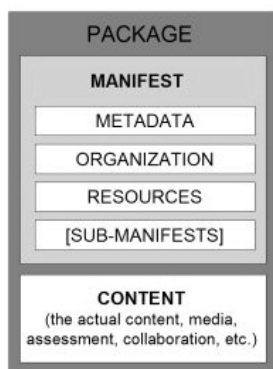 PACKAGE
MANIFEST
METADATA
ORGANIZATION
RESOURCES
[SUB-MANIFESTS]
CONTENT
(the actual content, media,
assessment, collaboration, etc.)